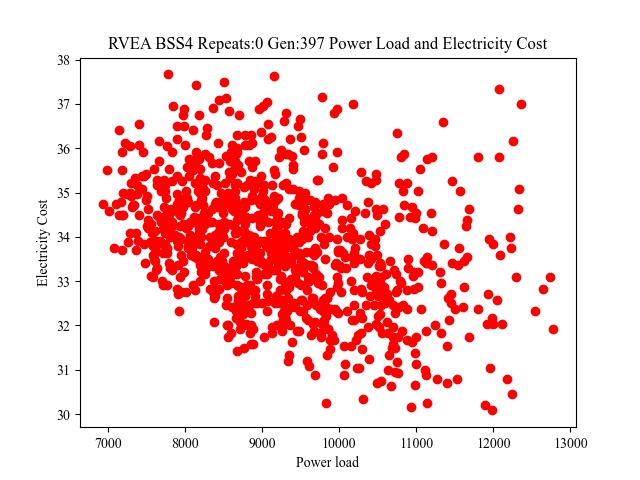 RVEA BSS4 Repeats:0 Gen:397 Power Load and Electricity Cost
38
37
36
35
34
33
32
31
30
Electricity Cost
7000 8000 9000 10000 11000 12000 13000
Power load